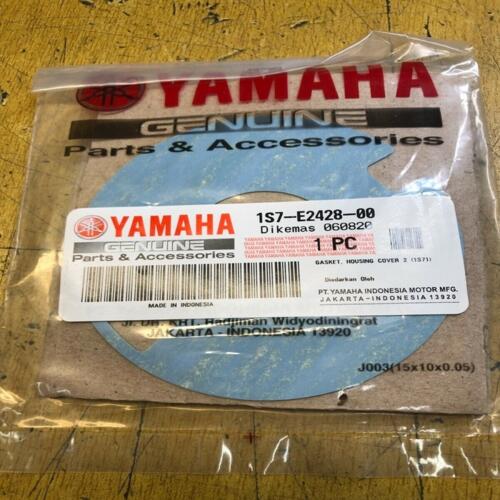 YAMAHA
GENUINE
Parts & Accessories
YAMAHA
GENUINE
Parts & Accessories
MADE IN INDONESIA
1S7-E2428-00
Dikemas 060820
1 PC
GASKET, HOUSING COVER 2 (1S71)
Diedarkan Oleh
PT. YAMAHA INDONESIA MOTOR MFG.
JAKARTA-INDONESIA 13920
Widyodiningrat
JAKARTA - INDONESIA 13920
J003(15x10x0.05)